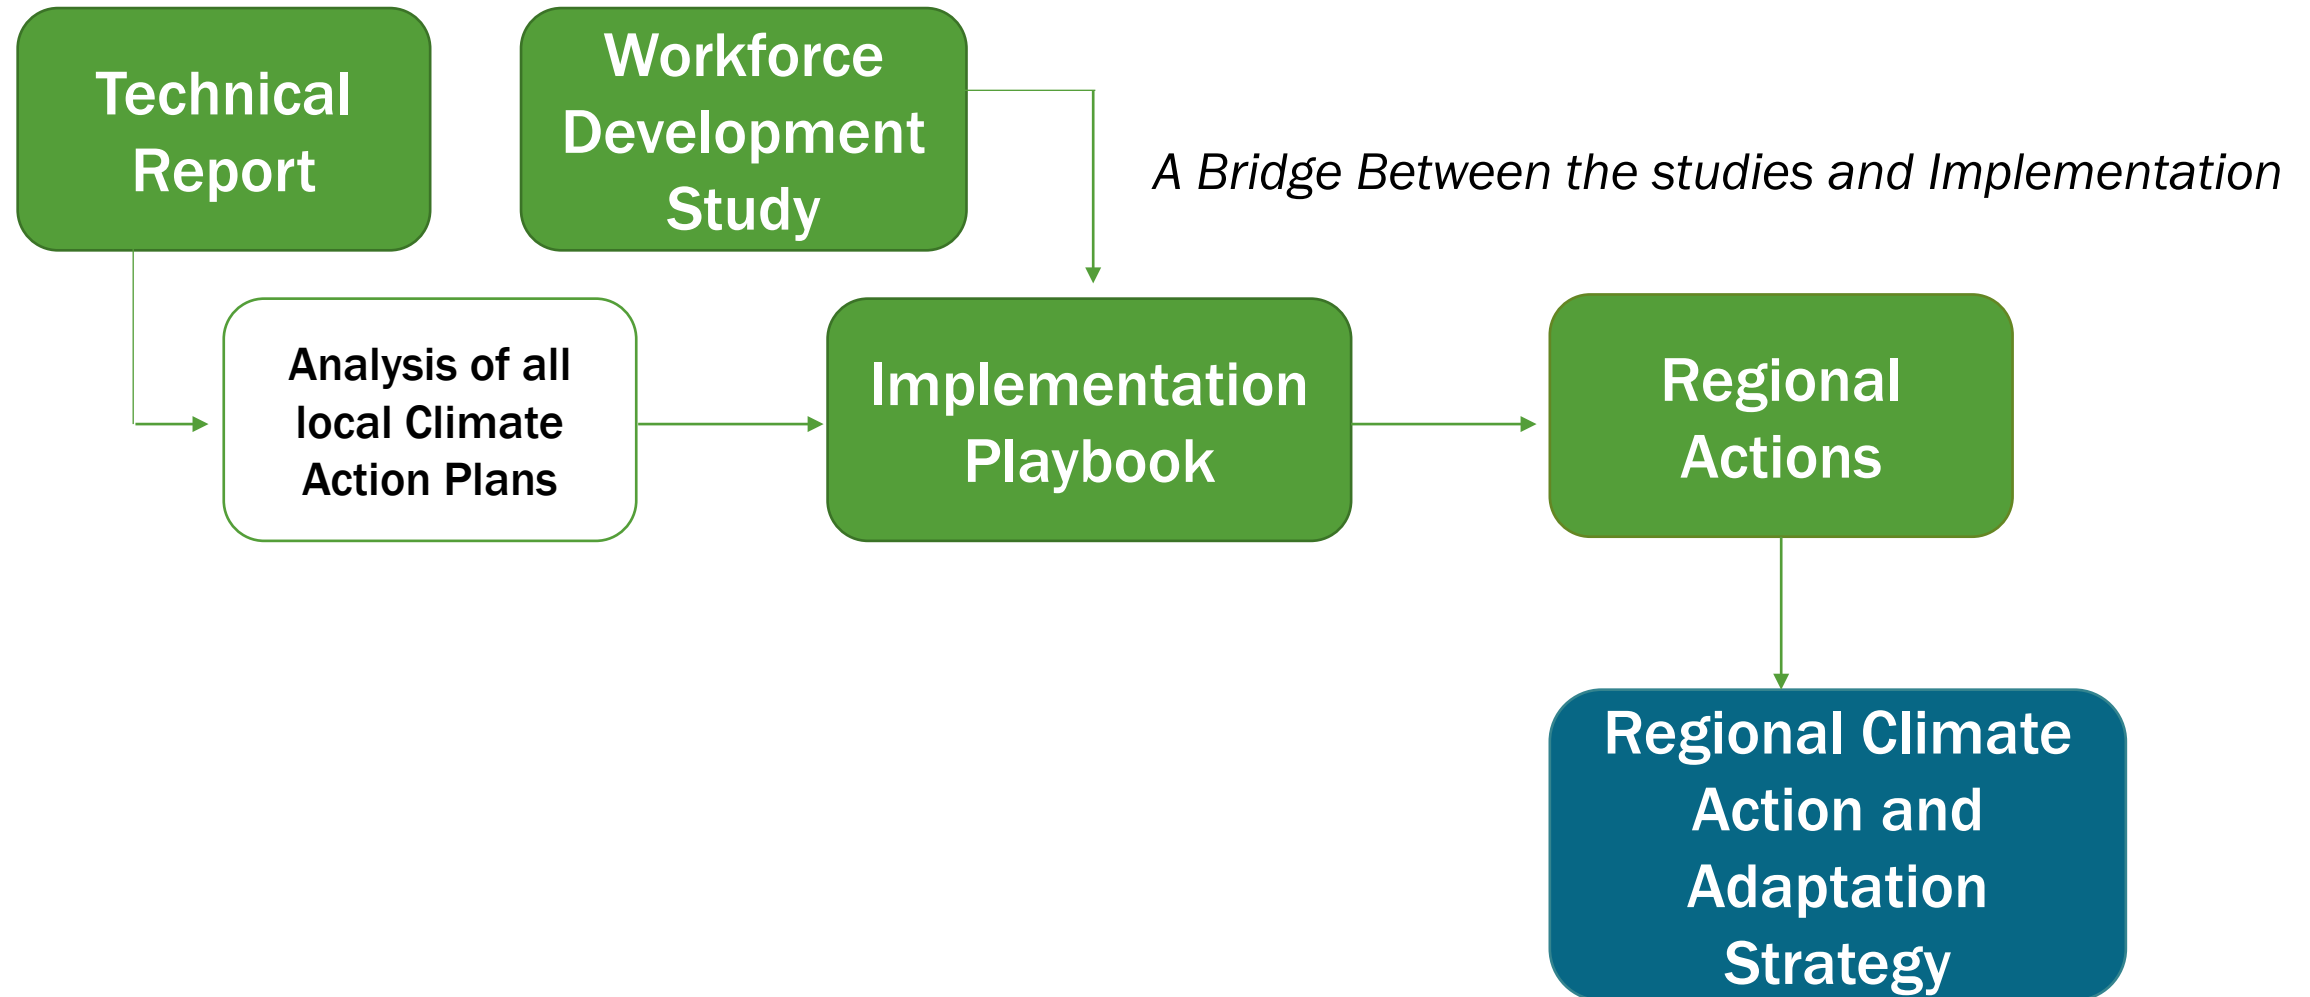 Technical
Report
Workforce
Development
Study
A Bridge Between the studies and Implementation
Analysis of all
local Climate
Action Plans
Implementation
Playbook
Regional
Actions
Regional Climate
Action and
Adaptation
Strategy